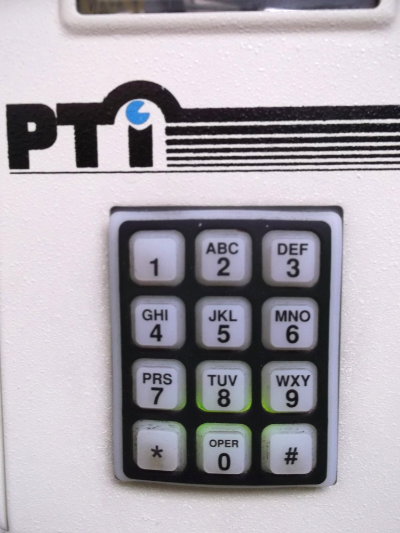 PTi
1
ABC
2
DEF
3
GHI
4
JKL
5
MNO
6
PRS
7
TUV
8
WXY
9
*
OPER
0
#